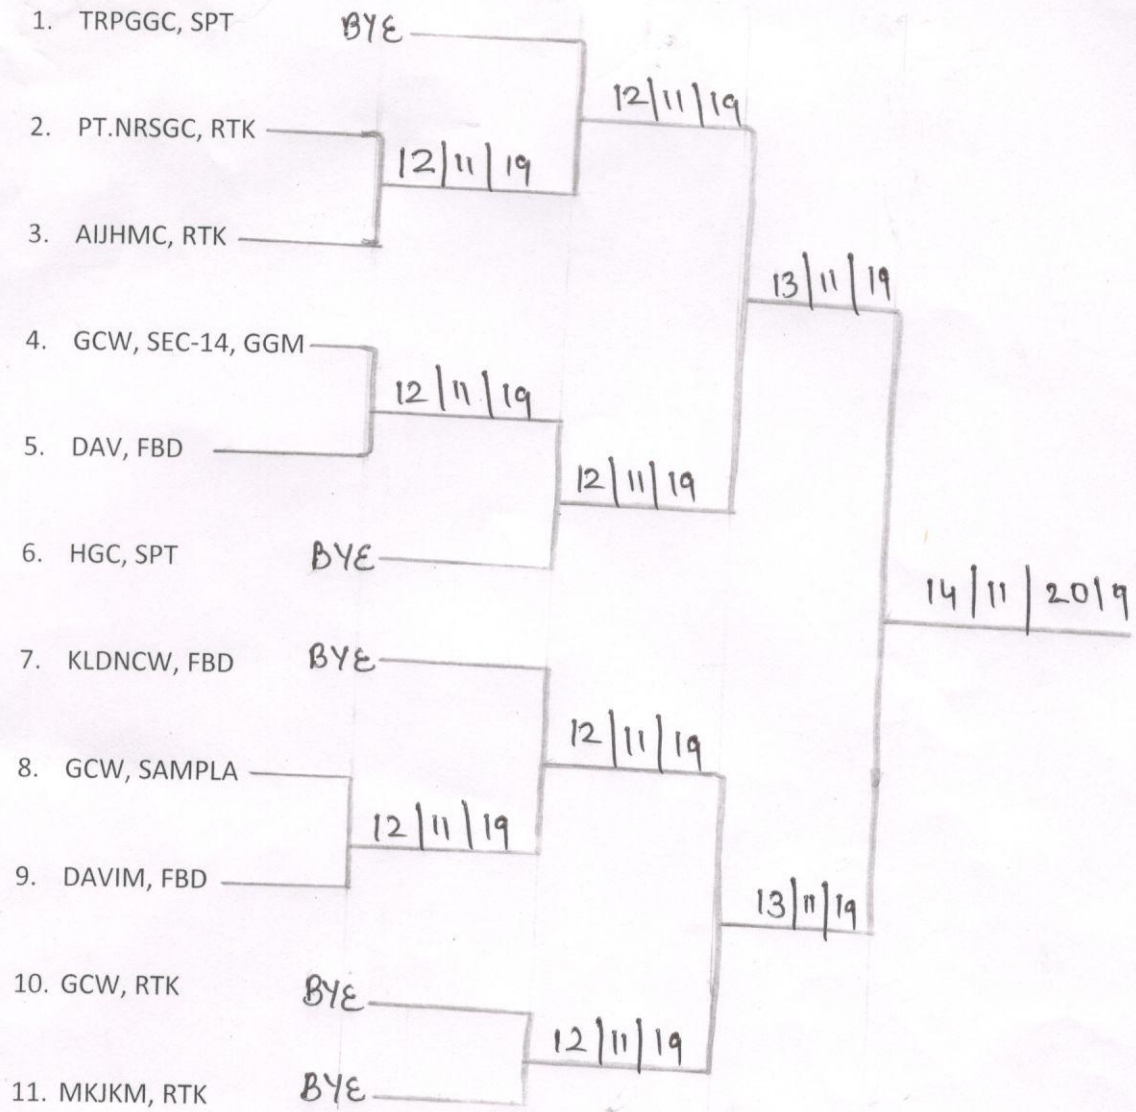 1. TRPGGC, SPT BYE
12/11/19
2. PT.NRSGC, RTK
12/11/19
3. AIJHMC, RTK
13/11/19
4. GCW, SEC-14, GGM
12/11/19
5. DAV, FBD
12/11/19
6. HGC, SPT BYE
14/11/2019
7. KLDNCW, FBD BYE
12/11/19
8. GCW, SAMPLA
12/11/19
9. DAVIM, FBD
13/11/19
10. GCW, RTK BYE
12/11/19
11. MKJKM, RTK BYE